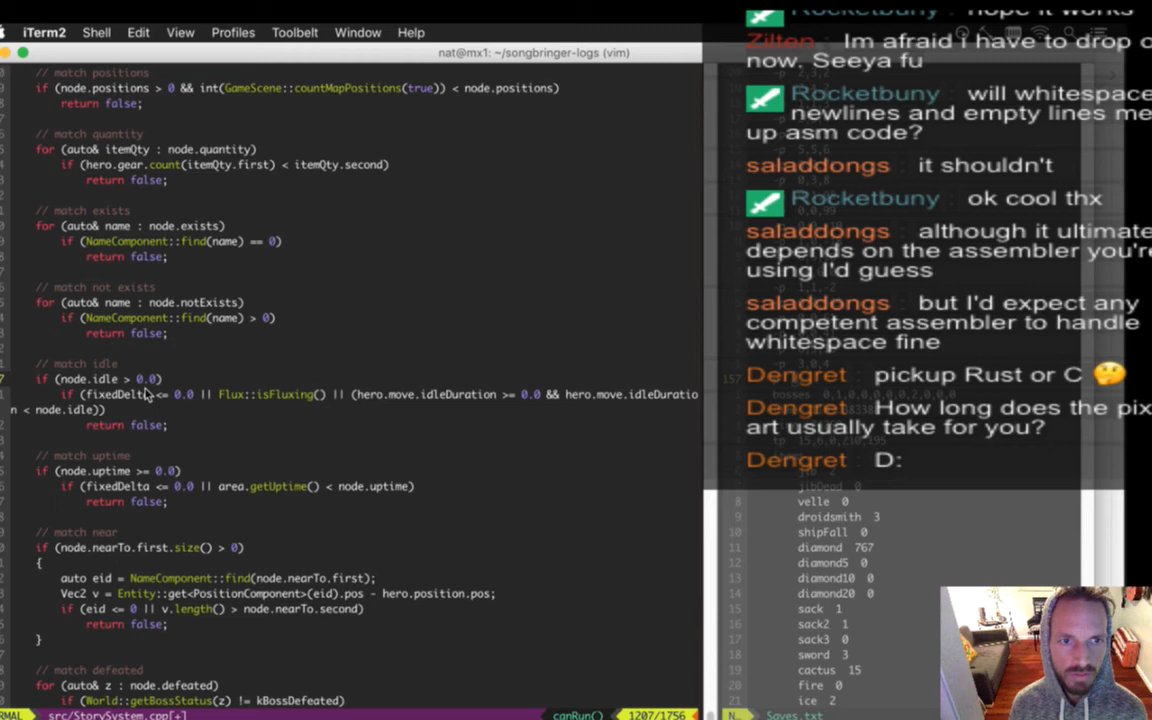 iTerm2 Shell Edit View Profiles Toolbelt Window Help
nat@mx1: ~/songbringer-logs (vim)
// match positions
if (node.positions > 0 && int(GameScene::countMapPositions(true)) < node.positions)
return false;
// match quantity
for (auto& itemQty : node.quantity)
if (hero.gear.count(itemQty.first) < itemQty.second)
return false;
// match exists
for (auto& name : node.exists)
if (NameComponent::find(name) == 0)
return false;
// match not exists
for (auto& name : node.notExists)
if (NameComponent::find(name) > 0)
return false;
// match idle
if (node.idle > 0.0)
if (fixedDelta <= 0.0 || Flux::isFluxing() || (hero.move.idleDuration >= 0.0 && hero.move.idleDuratio
n < node.idle))
return false;
// match uptime
if (node.uptime >= 0.0)
if (fixedDelta <= 0.0 || area.getUptime() < node.uptime)
return false;
// match near
if (node.nearTo.first.size() > 0)
{
auto eid = NameComponent::find(node.nearTo.first);
Vec2 v = Entity::get<PositionComponent>(eid).pos - hero.position.pos;
if (eid <= 0 || v.length() > node.nearTo.second)
return false;
}
// match defeated
for (auto& z : node.defeated)
if (World::getBossStatus(z) != kBossDefeated)
RMAL src/StorySystem.cpp[+] canRun() 1207/1756
Rocketbuny hope it works
Zilten Im afraid i have to drop o
now. Seeya fu
Rocketbuny will whitespace
newlines and empty lines me
up asm code?
saladdongs : it shouldn't
Rocketbuny : ok cool thx
saladdongs : although it ultimate
depends on the assembler you're
using I'd guess
saladdongs : but I'd expect any
competent assembler to handle
whitespace fine
Dengret : pickup Rust or C 🤔
Dengret : How long does the pix
art usually take for you?
Dengret : D:
jibDead 0
8 velle 0
9 droidsmith 3
10 shipFall 0
11 diamond 767
12 diamond5 0
13 diamond10 0
14 diamond20 0
15 sack 1
16 sack2 1
17 sack3 0
18 sword 3
19 cactus 15
20 fire 0
21 ice 2
N… Saves.txt